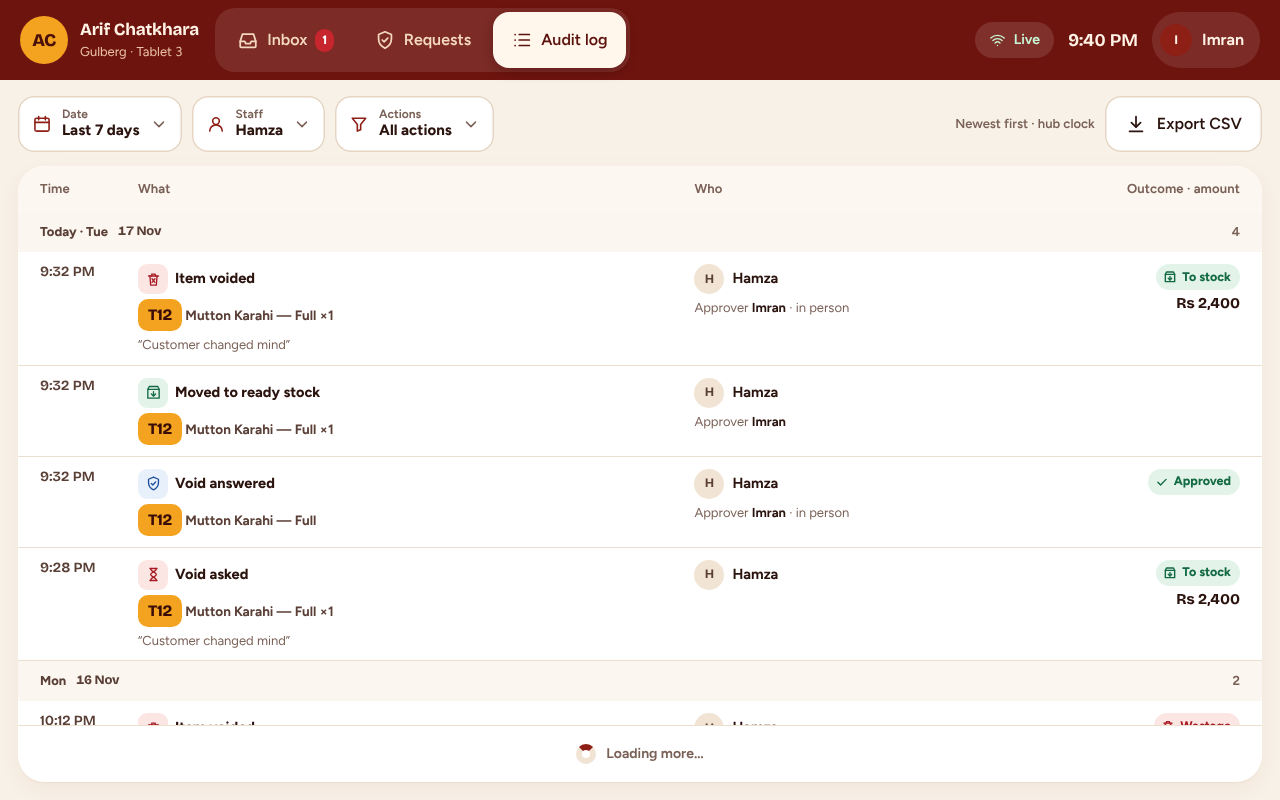 AC
Arif Chatkhara
Gulberg · Tablet 3
Inbox 1
Requests
Audit log
Live
9:40 PM
I
Imran
Date
Last 7 days
Staff
Hamza
Actions
All actions
Newest first · hub clock
Export CSV
Time What Who Outcome · amount
Today · Tue 17 Nov 4
9:32 PM Item voided H Hamza To stock
T12 Mutton Karahi — Full ×1 Approver Imran · in person Rs 2,400
“Customer changed mind”
9:32 PM Moved to ready stock H Hamza
T12 Mutton Karahi — Full ×1 Approver Imran
9:32 PM Void answered H Hamza Approved
T12 Mutton Karahi — Full Approver Imran · in person
9:28 PM Void asked H Hamza To stock
T12 Mutton Karahi — Full ×1 Rs 2,400
“Customer changed mind”
Mon 16 Nov 2
10:12 PM Item voided H Hamza Wastage
Loading more…